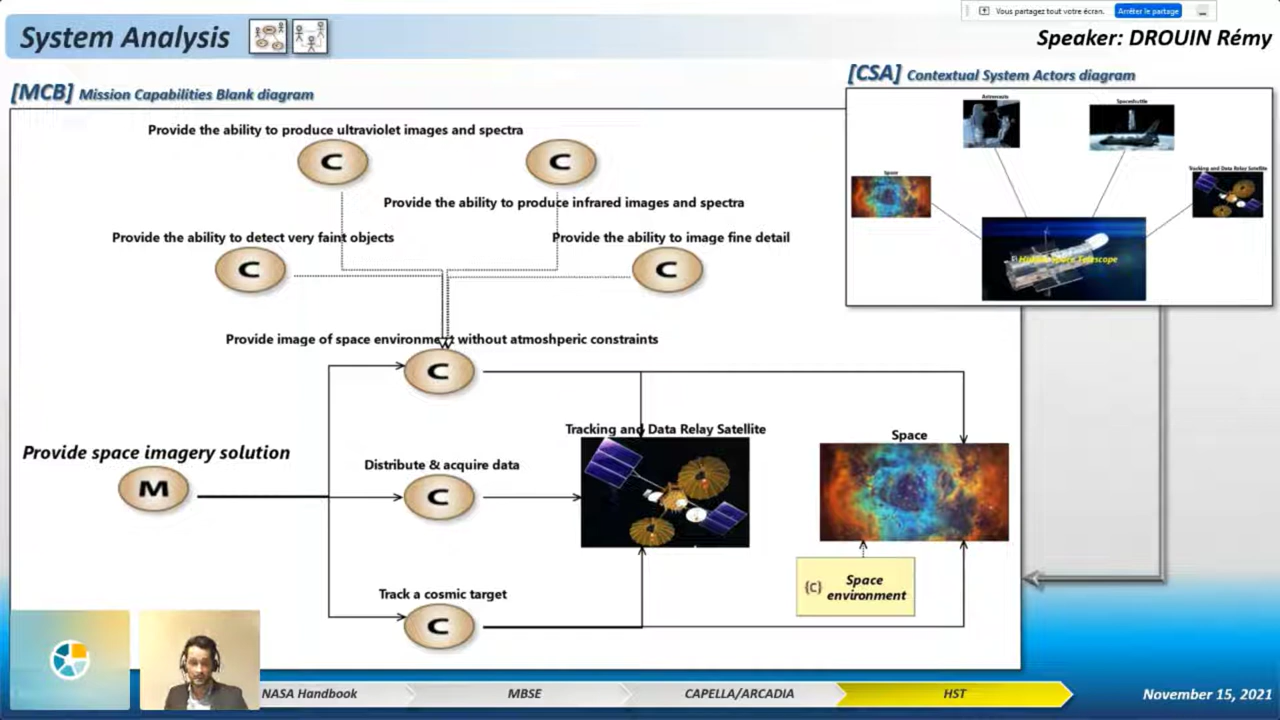 Vous partagez tout votre écran.
Arrêter le partage
System Analysis
Speaker: DROUIN Rémy
[MCB] Mission Capabilities Blank diagram
[CSA] Contextual System Actors diagram
Astronauts
Spaceshuttle
Space
Tracking and Data Relay Satellite
Hubble Space Telescope
Provide the ability to produce ultraviolet images and spectra
C
C
Provide the ability to produce infrared images and spectra
Provide the ability to detect very faint objects
Provide the ability to image fine detail
C
C
Provide image of space environment without atmoshperic constraints
C
Tracking and Data Relay Satellite
Space
Provide space imagery solution
M
Distribute & acquire data
C
{C} Space
environment
Track a cosmic target
C
NASA Handbook
MBSE
CAPELLA/ARCADIA
HST
November 15, 2021